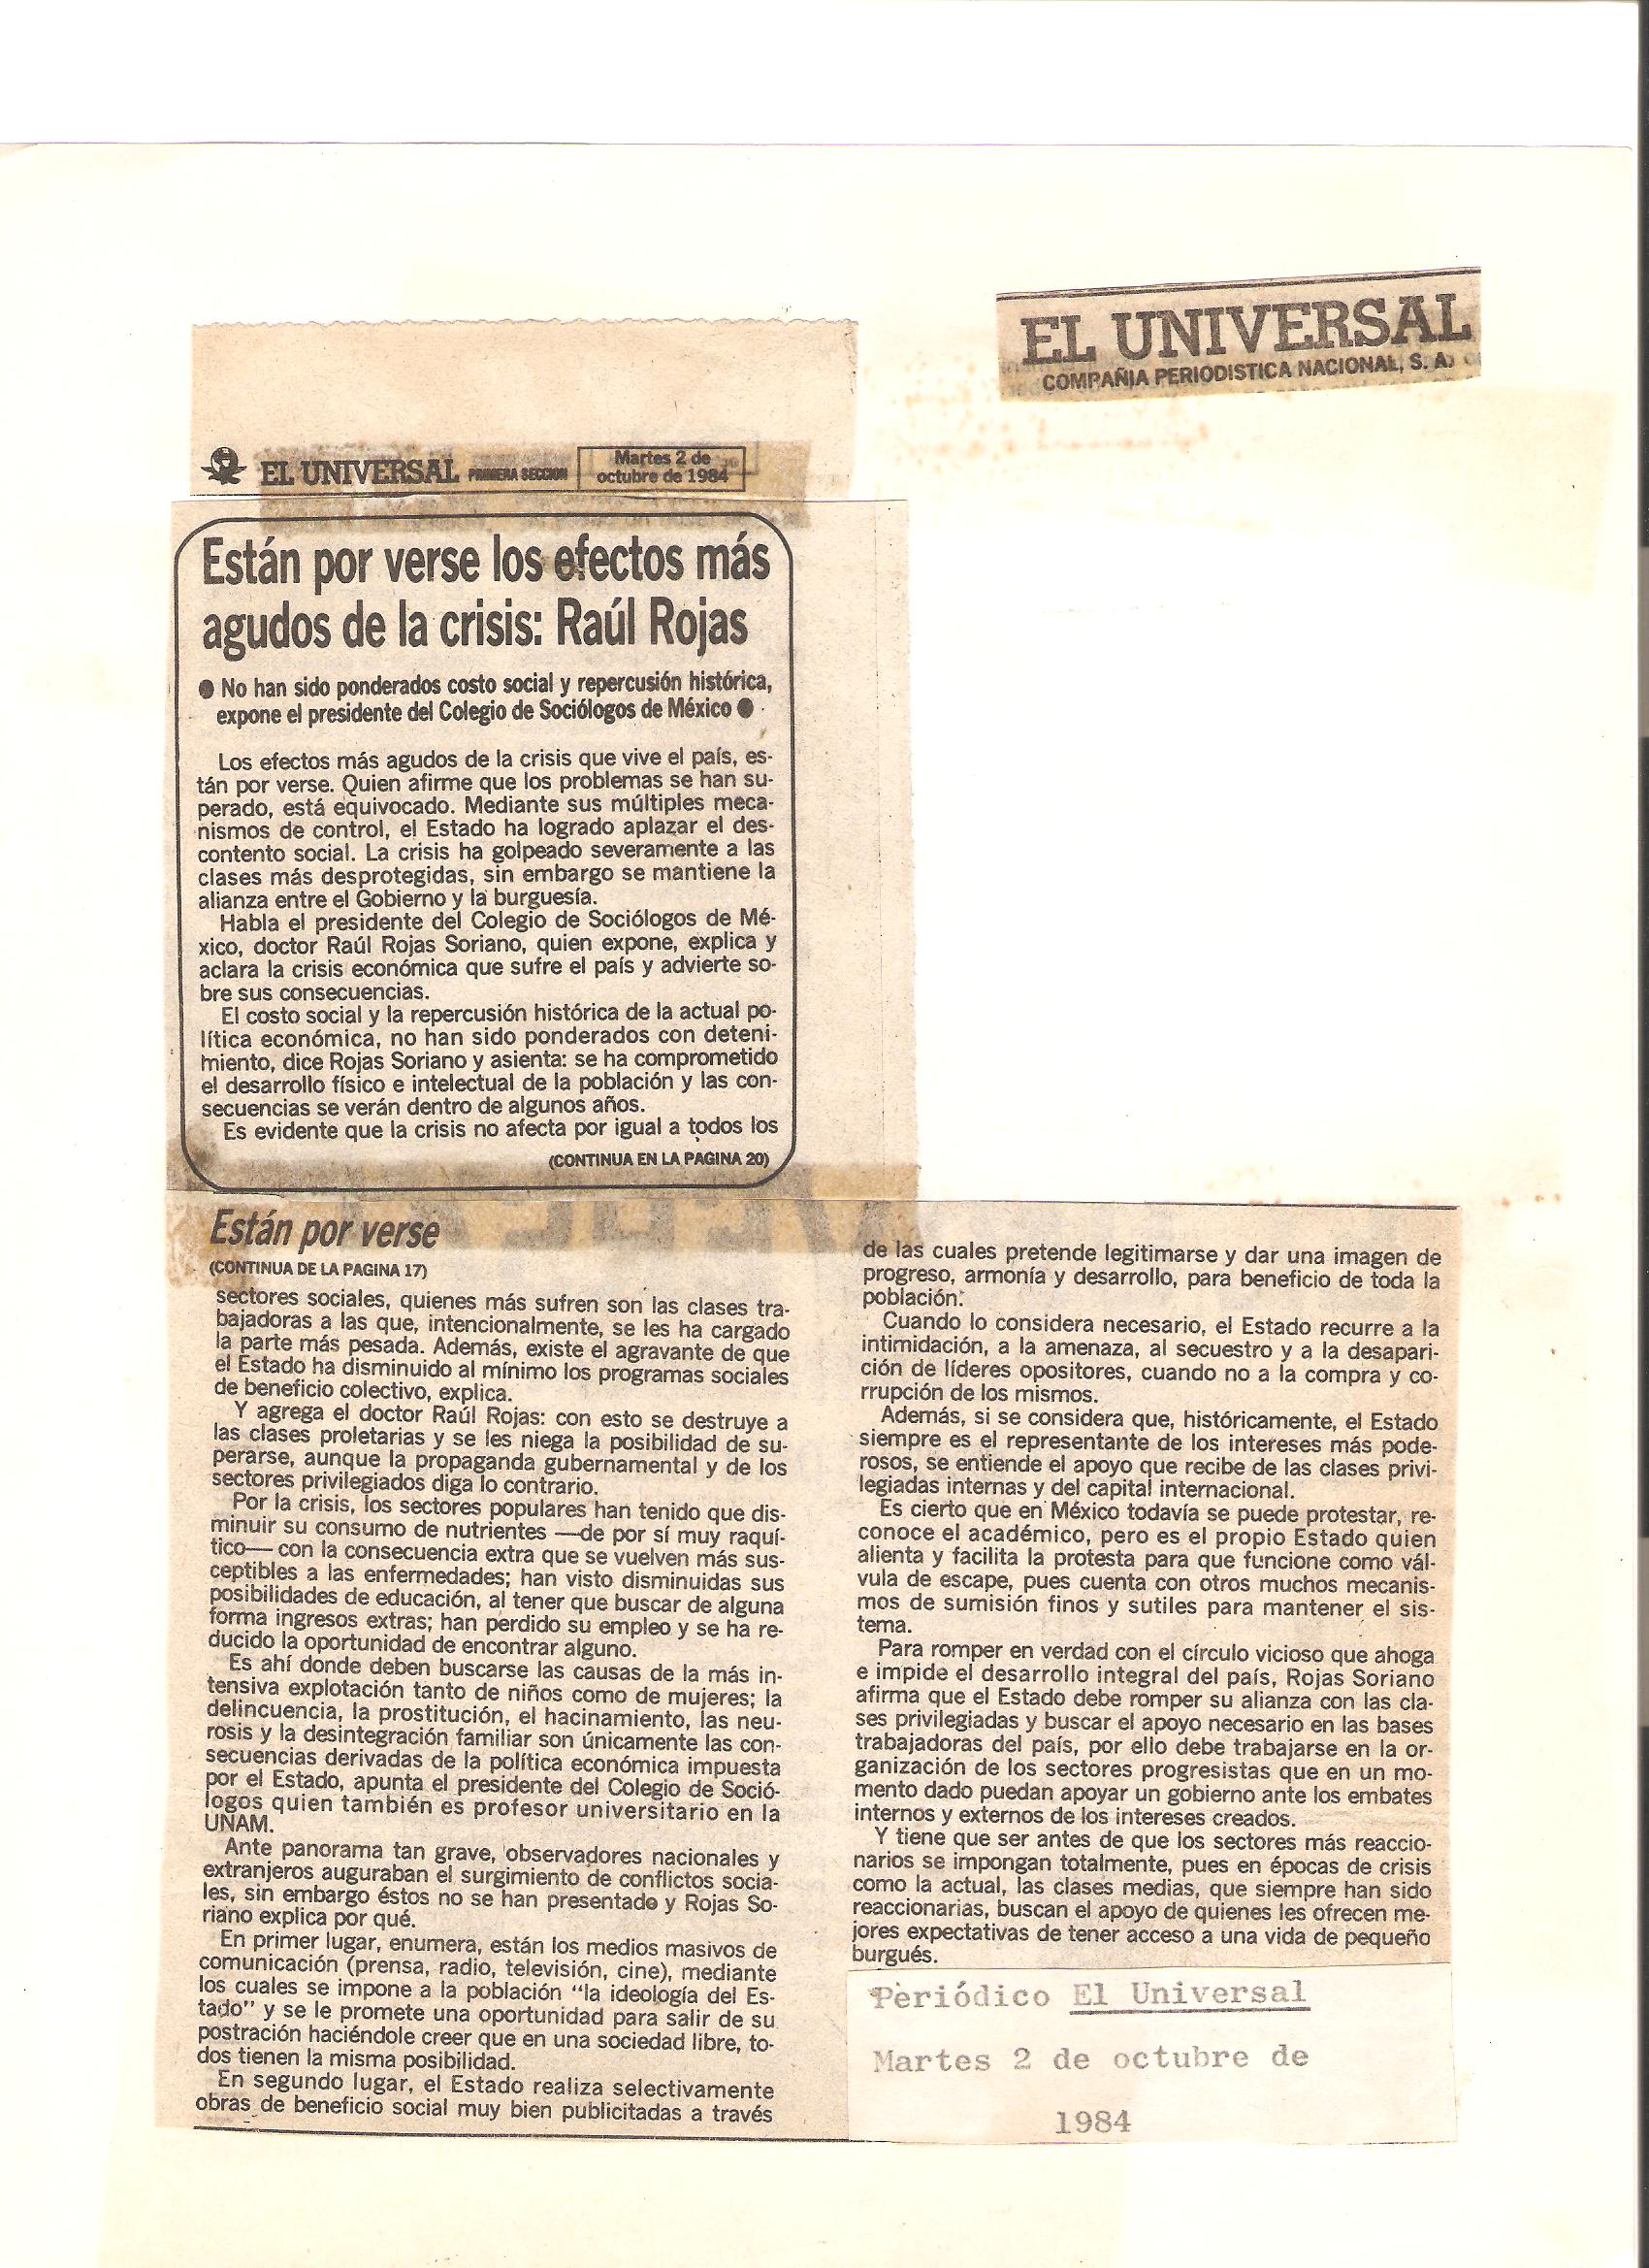 EL UNIVERSAL
COMPAÑIA PERIODISTICA NACIONAL, S. A.
EL UNIVERSAL PRIMERA SECCION
Martes 2 de
octubre de 1984
Están por verse los efectos más
agudos de la crisis: Raúl Rojas
● No han sido ponderados costo social y repercusión histórica,
expone el presidente del Colegio de Sociólogos de México ●
Los efectos más agudos de la crisis que vive el país, es-
tán por verse. Quien afirme que los problemas se han su-
perado, está equivocado. Mediante sus múltiples meca-
nismos de control, el Estado ha logrado aplazar el des-
contento social. La crisis ha golpeado severamente a las
clases más desprotegidas, sin embargo se mantiene la
alianza entre el Gobierno y la burguesía.
Habla el presidente del Colegio de Sociólogos de Mé-
xico, doctor Raúl Rojas Soriano, quien expone, explica y
aclara la crisis económica que sufre el país y advierte so-
bre sus consecuencias.
El costo social y la repercusión histórica de la actual po-
lítica económica, no han sido ponderados con deteni-
miento, dice Rojas Soriano y asienta: se ha comprometido
el desarrollo físico e intelectual de la población y las con-
secuencias se verán dentro de algunos años.
Es evidente que la crisis no afecta por igual a todos los
(CONTINUA EN LA PAGINA 20)
Están por verse
(CONTINUA DE LA PAGINA 17)
sectores sociales, quienes más sufren son las clases tra-
bajadoras a las que, intencionalmente, se les ha cargado
la parte más pesada. Además, existe el agravante de que
el Estado ha disminuido al mínimo los programas sociales
de beneficio colectivo, explica.
Y agrega el doctor Raúl Rojas: con esto se destruye a
las clases proletarias y se les niega la posibilidad de su-
perarse, aunque la propaganda gubernamental y de los
sectores privilegiados diga lo contrario.
Por la crisis, los sectores populares han tenido que dis-
minuir su consumo de nutrientes —de por sí muy raquí-
tico— con la consecuencia extra que se vuelven más sus-
ceptibles a las enfermedades; han visto disminuidas sus
posibilidades de educación, al tener que buscar de alguna
forma ingresos extras; han perdido su empleo y se ha re-
ducido la oportunidad de encontrar alguno.
Es ahí donde deben buscarse las causas de la más in-
tensiva explotación tanto de niños como de mujeres; la
delincuencia, la prostitución, el hacinamiento, las neu-
rosis y la desintegración familiar son únicamente las con-
secuencias derivadas de la política económica impuesta
por el Estado, apunta el presidente del Colegio de Soció-
logos quien también es profesor universitario en la
UNAM.
Ante panorama tan grave, observadores nacionales y
extranjeros auguraban el surgimiento de conflictos socia-
les, sin embargo éstos no se han presentado y Rojas So-
riano explica por qué.
En primer lugar, enumera, están los medios masivos de
comunicación (prensa, radio, televisión, cine), mediante
los cuales se impone a la población "la ideología del Es-
tado" y se le promete una oportunidad para salir de su
postración haciéndole creer que en una sociedad libre, to-
dos tienen la misma posibilidad.
En segundo lugar, el Estado realiza selectivamente
obras de beneficio social muy bien publicitadas a través
de las cuales pretende legitimarse y dar una imagen de
progreso, armonía y desarrollo, para beneficio de toda la
población.
Cuando lo considera necesario, el Estado recurre a la
intimidación, a la amenaza, al secuestro y a la desapari-
ción de líderes opositores, cuando no a la compra y co-
rrupción de los mismos.
Además, si se considera que, históricamente, el Estado
siempre es el representante de los intereses más pode-
rosos, se entiende el apoyo que recibe de las clases privi-
legiadas internas y del capital internacional.
Es cierto que en México todavía se puede protestar, re-
conoce el académico, pero es el propio Estado quien
alienta y facilita la protesta para que funcione como vál-
vula de escape, pues cuenta con otros muchos mecanis-
mos de sumisión finos y sutiles para mantener el sis-
tema.
Para romper en verdad con el círculo vicioso que ahoga
e impide el desarrollo integral del país, Rojas Soriano
afirma que el Estado debe romper su alianza con las cla-
ses privilegiadas y buscar el apoyo necesario en las bases
trabajadoras del país, por ello debe trabajarse en la or-
ganización de los sectores progresistas que en un mo-
mento dado puedan apoyar un gobierno ante los embates
internos y externos de los intereses creados.
Y tiene que ser antes de que los sectores más reaccio-
narios se impongan totalmente, pues en épocas de crisis
como la actual, las clases medias, que siempre han sido
reaccionarias, buscan el apoyo de quienes les ofrecen me-
jores expectativas de tener acceso a una vida de pequeño
burgués.
Periódico El Universal
Martes 2 de octubre de
1984